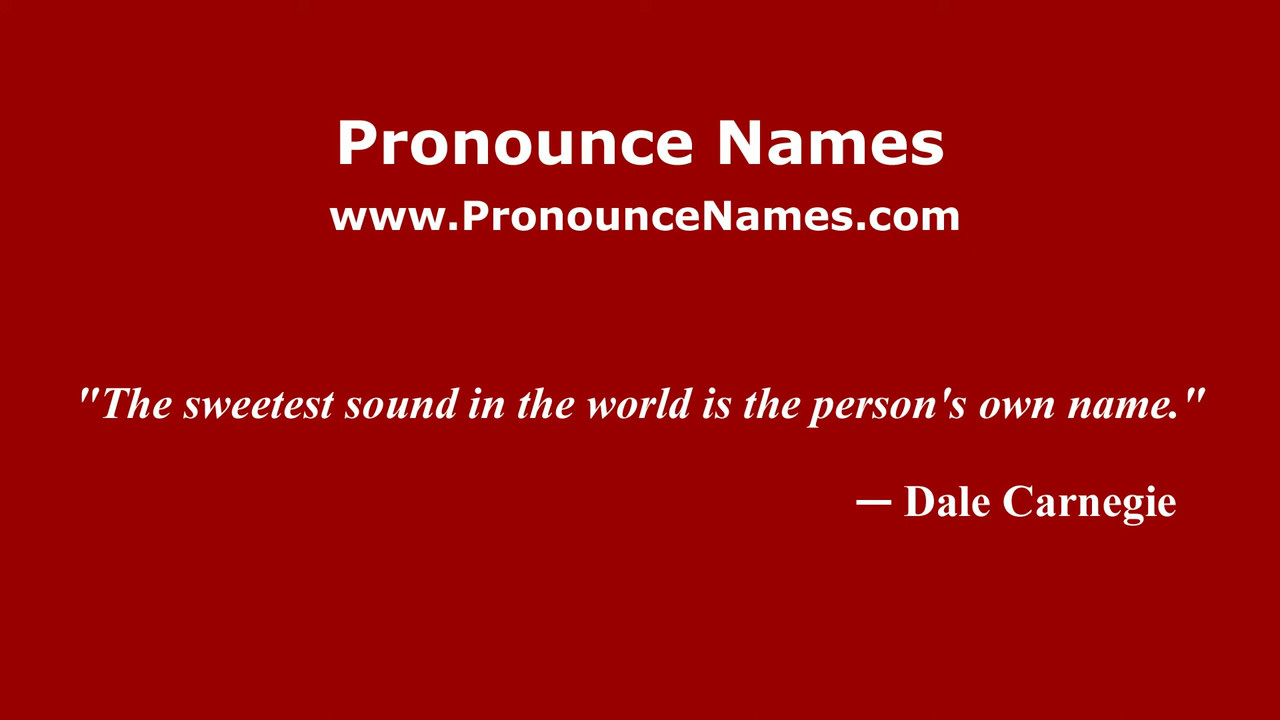 Pronounce Names
www.PronounceNames.com
"The sweetest sound in the world is the person's own name."
— Dale Carnegie